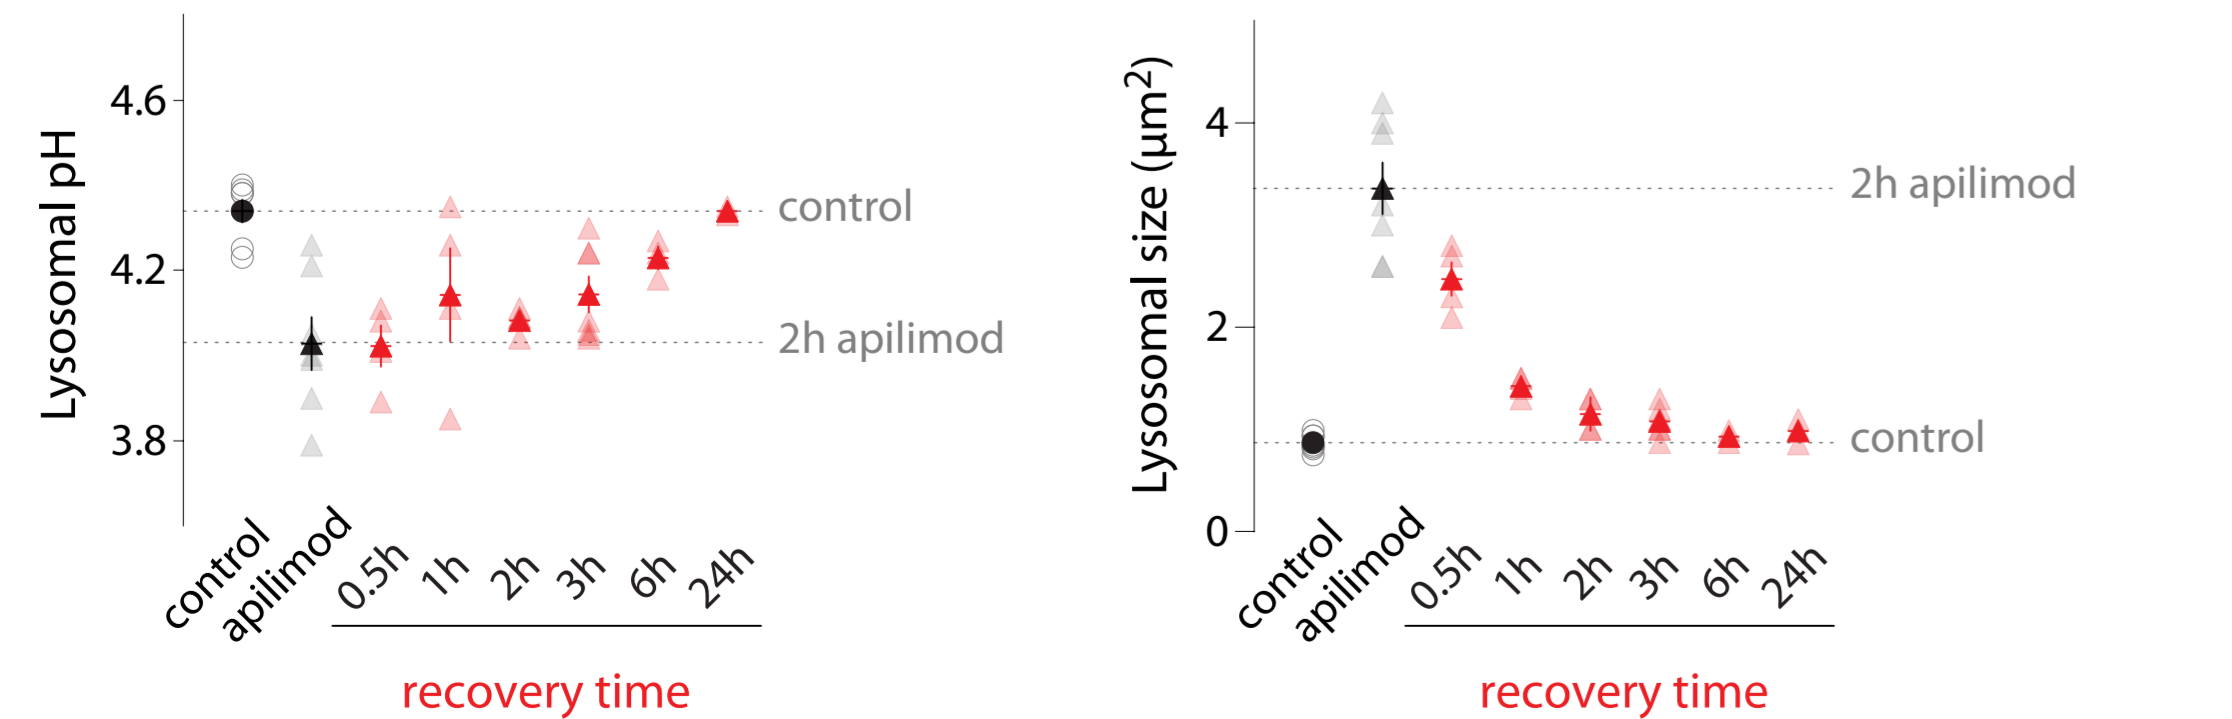 Lysosomal pH
4.6
4.2
3.8
control
2h apilimod
control
apilimod
0.5h
1h
2h
3h
6h
24h
recovery time
Lysosomal size (μm²)
4
2
0
2h apilimod
control
control
apilimod
0.5h
1h
2h
3h
6h
24h
recovery time